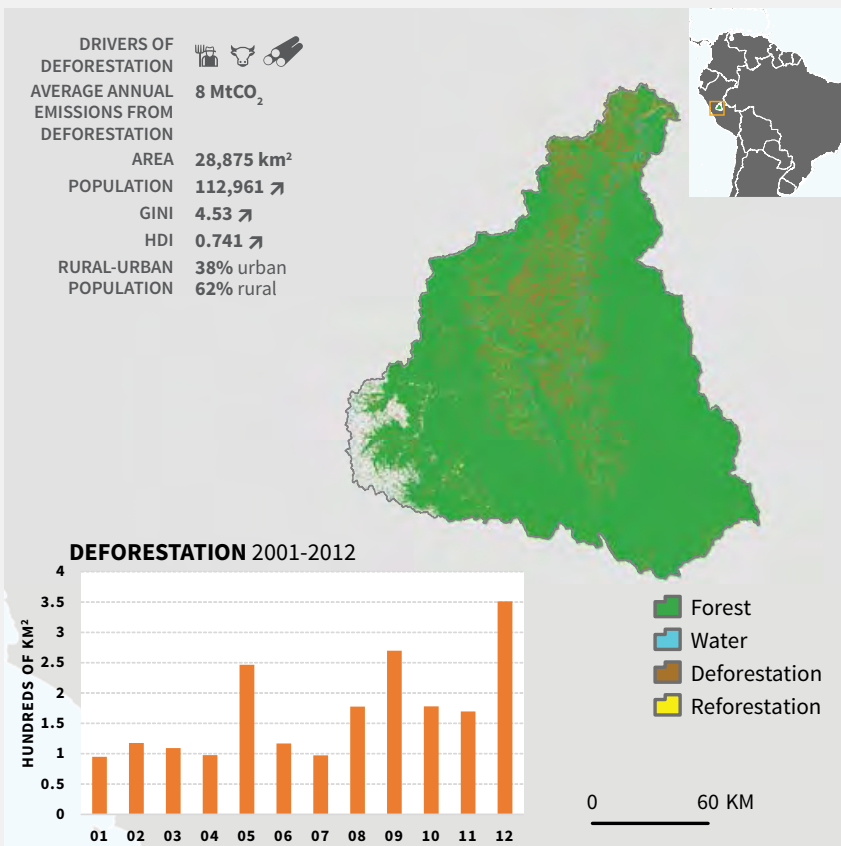 DRIVERS OF
DEFORESTATION
AVERAGE ANNUAL 8 MtCO₂
EMISSIONS FROM
DEFORESTATION
AREA 28,875 km²
POPULATION 112,961
GINI 4.53
HDI 0.741
RURAL-URBAN 38% urban
POPULATION 62% rural
DEFORESTATION 2001-2012
HUNDREDS OF KM²
4
3.5
3
2.5
2
1.5
1
0.5
0
01 02 03 04 05 06 07 08 09 10 11 12
Forest
Water
Deforestation
Reforestation
0 60 KM